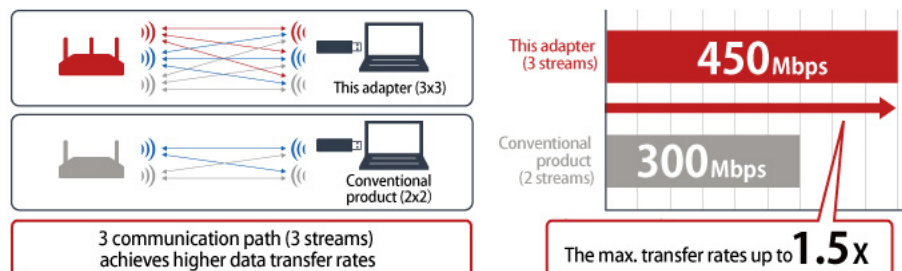 This adapter (3x3)
Conventional
product (2x2)
3 communication path (3 streams)
achieves higher data transfer rates
This adapter
(3 streams)
450Mbps
Conventional
product
(2 streams)
300Mbps
The max. transfer rates up to 1.5x